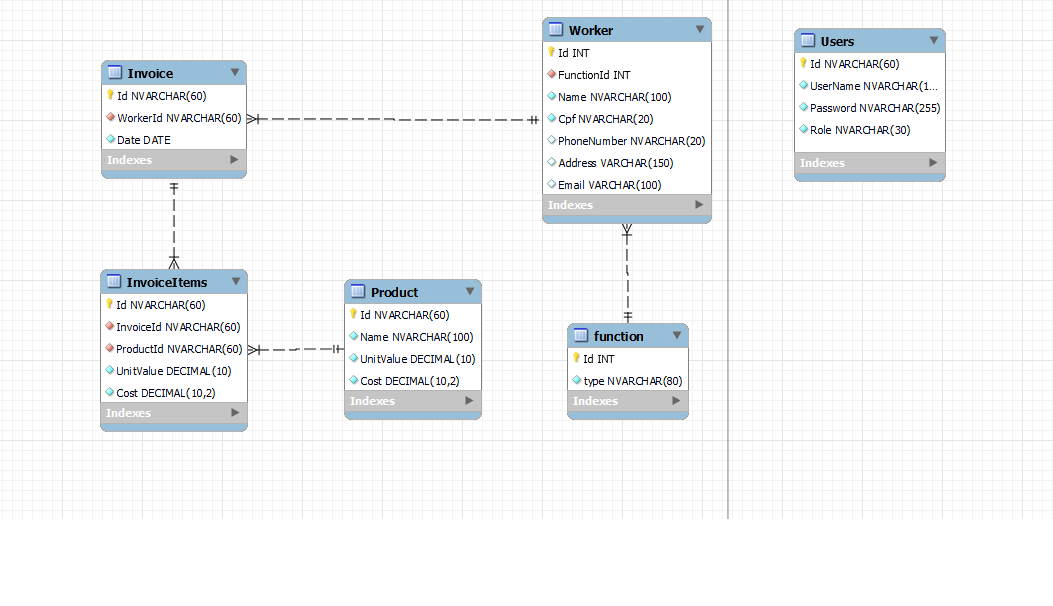 Invoice
Id NVARCHAR(60)
WorkerId NVARCHAR(60)
Date DATE
Indexes
Worker
Id INT
FunctionId INT
Name NVARCHAR(100)
Cpf NVARCHAR(20)
PhoneNumber NVARCHAR(20)
Address VARCHAR(150)
Email VARCHAR(100)
Indexes
Users
Id NVARCHAR(60)
UserName NVARCHAR(1...
Password NVARCHAR(255)
Role NVARCHAR(30)
Indexes
InvoiceItems
Id NVARCHAR(60)
InvoiceId NVARCHAR(60)
ProductId NVARCHAR(60)
UnitValue DECIMAL(10)
Cost DECIMAL(10,2)
Indexes
Product
Id NVARCHAR(60)
Name NVARCHAR(100)
UnitValue DECIMAL(10)
Cost DECIMAL(10,2)
Indexes
function
Id INT
type NVARCHAR(80)
Indexes